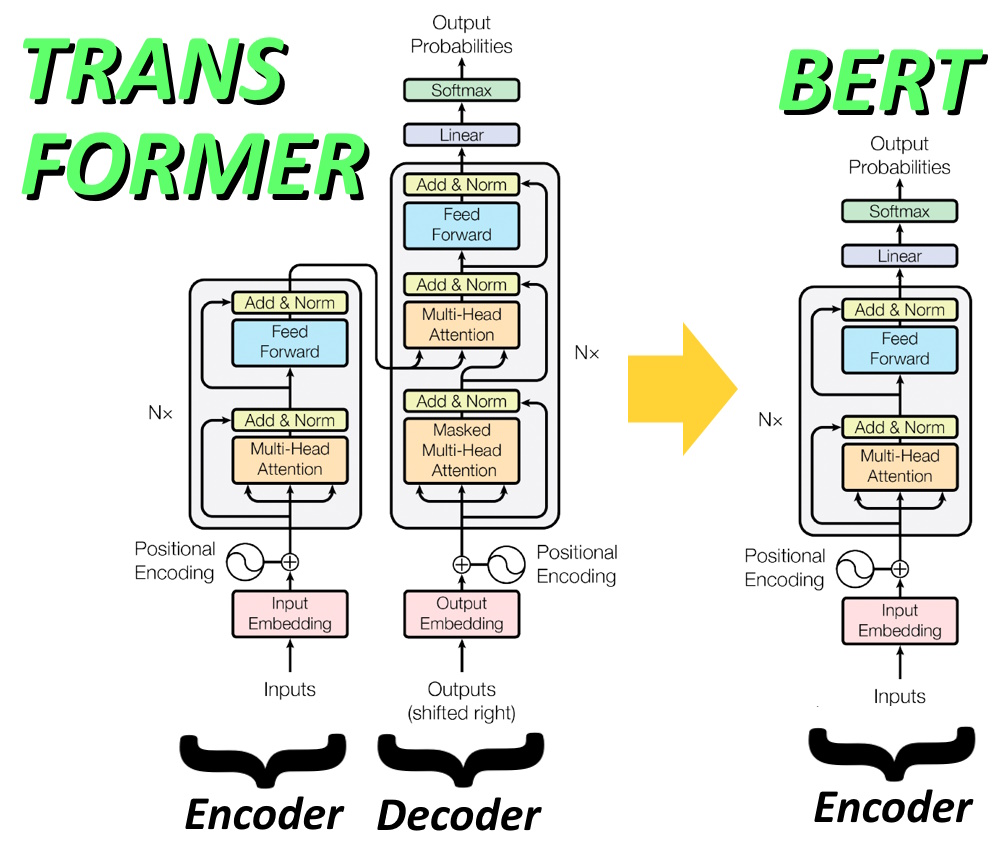 TRANS
FORMER
Output
Probabilities
Softmax
Linear
Add & Norm
Feed
Forward
Add & Norm
Multi-Head
Attention
Add & Norm
Masked
Multi-Head
Attention
Nx
Positional
Encoding
Output
Embedding
Outputs
(shifted right)
Add & Norm
Feed
Forward
Add & Norm
Multi-Head
Attention
Nx
Positional
Encoding
Input
Embedding
Inputs
Encoder
Decoder
BERT
Output
Probabilities
Softmax
Linear
Add & Norm
Feed
Forward
Add & Norm
Multi-Head
Attention
Nx
Positional
Encoding
Input
Embedding
Inputs
Encoder